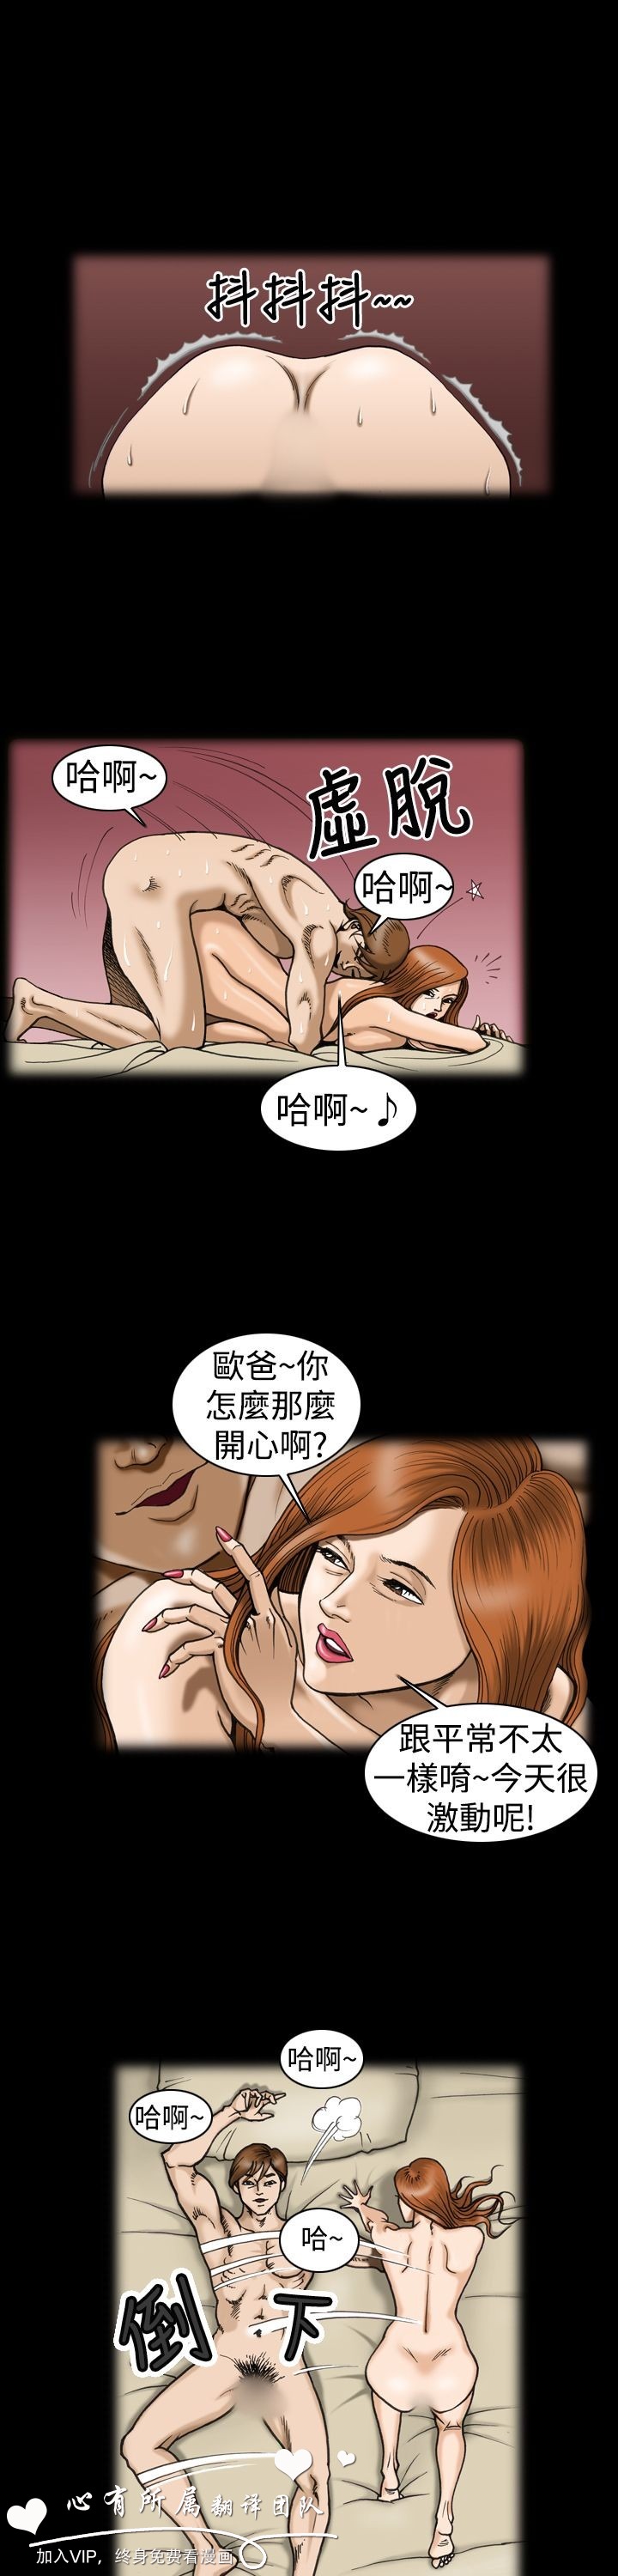 抖抖抖~~
哈啊~
虛脫
哈啊~
哈啊~♪
歐爸~你
怎麼那麼
開心啊?
跟平常不太
一樣唷~今天很
激動呢!
哈啊~
哈啊~
哈~
倒下
心有所属翻译团队
加入VIP，终身免费看漫画